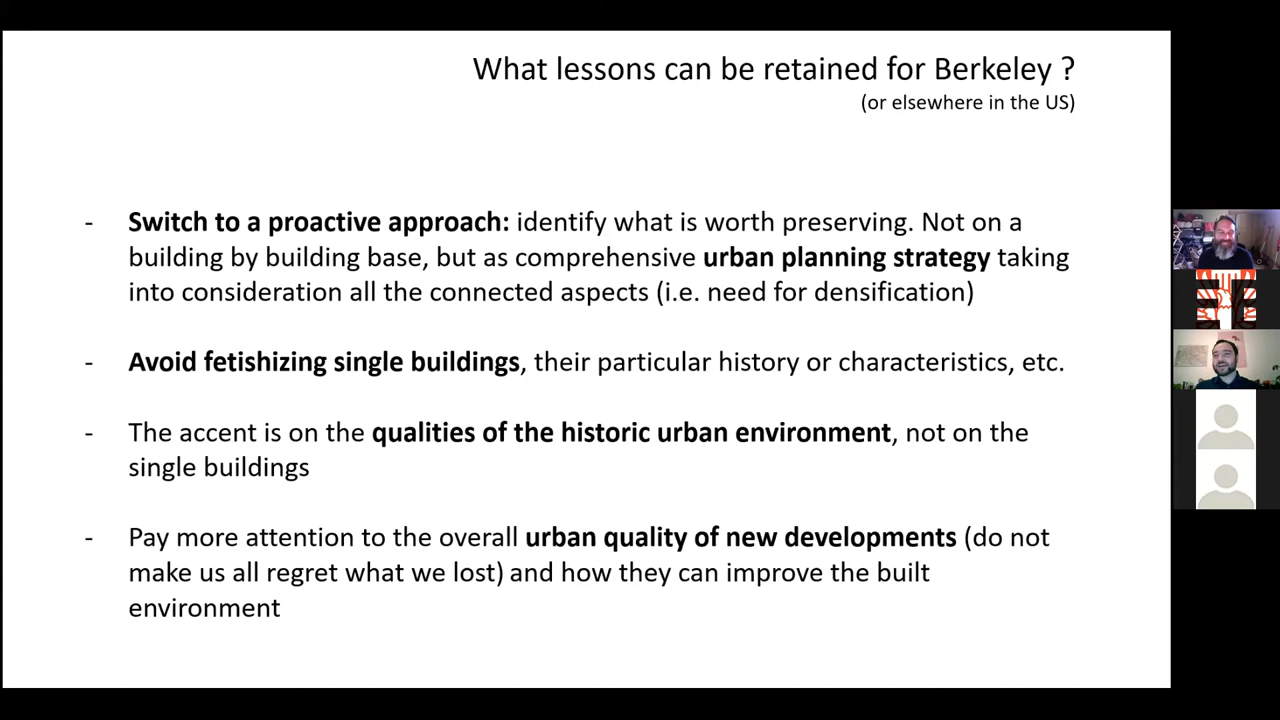 What lessons can be retained for Berkeley ?
(or elsewhere in the US)
- Switch to a proactive approach: identify what is worth preserving. Not on a
building by building base, but as comprehensive urban planning strategy taking
into consideration all the connected aspects (i.e. need for densification)
- Avoid fetishizing single buildings, their particular history or characteristics, etc.
- The accent is on the qualities of the historic urban environment, not on the
single buildings
- Pay more attention to the overall urban quality of new developments (do not
make us all regret what we lost) and how they can improve the built
environment